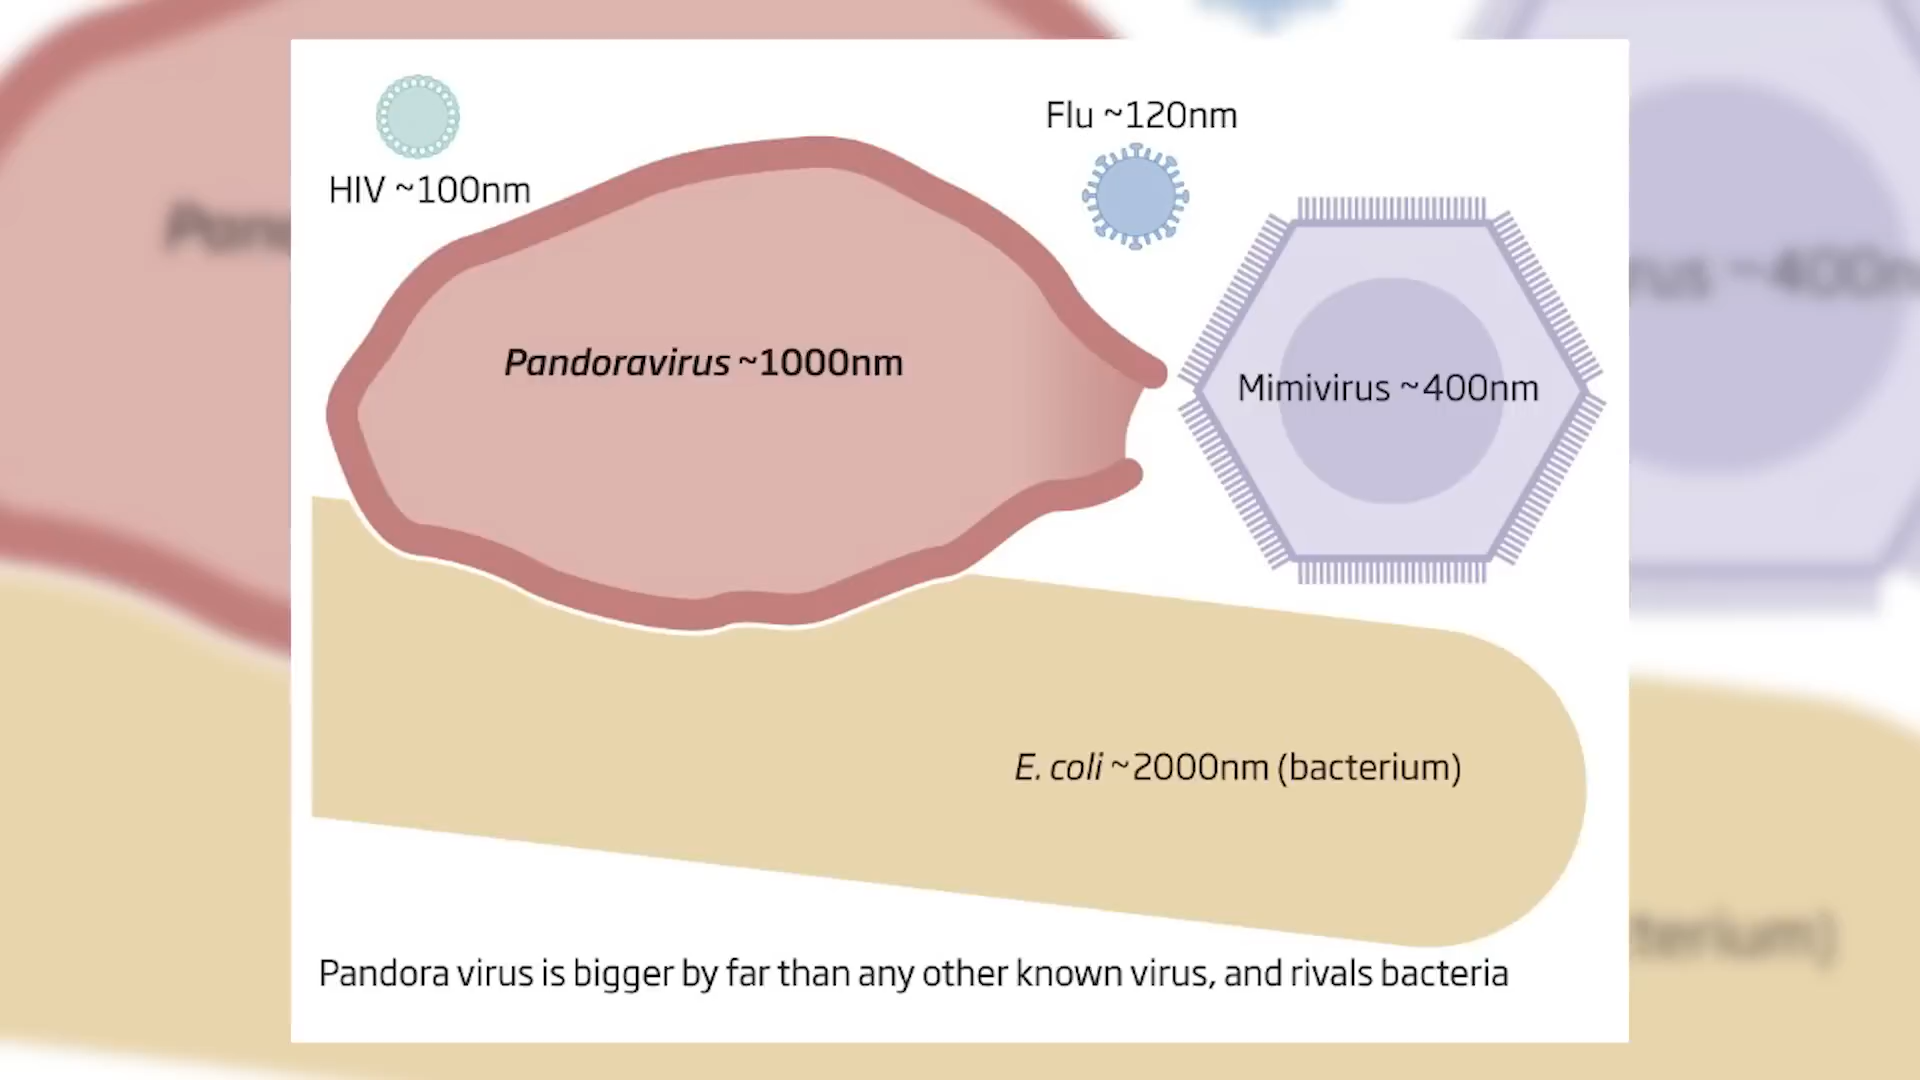 Flu ~120nm
HIV ~100nm
Pandoravirus ~1000nm
Mimivirus ~400nm
E. coli ~2000nm (bacterium)
Pandora virus is bigger by far than any other known virus, and rivals bacteria